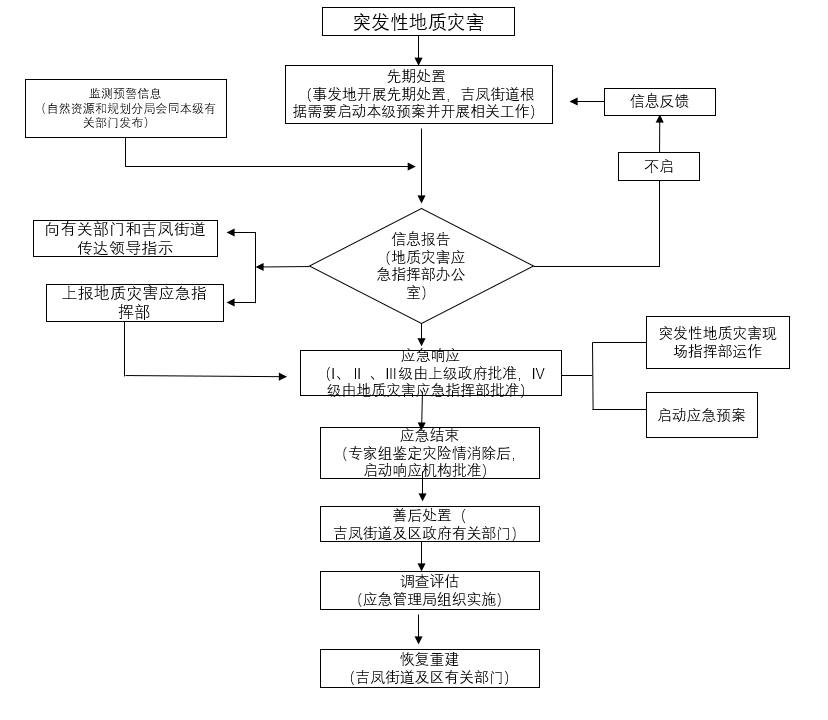 突发性地质灾害
先期处置
（事发地开展先期处置，吉凤街道根
据需要启动本级预案并开展相关工作）
监测预警信息
（自然资源和规划分局会同本级有
关部门发布）
信息反馈
不启
向有关部门和吉凤街道
传达领导指示
信息报告
（地质灾害应
急指挥部办公
室）
上报地质灾害应急指
挥部
应急响应
（Ⅰ、Ⅱ 、Ⅲ级由上级政府批准，Ⅳ
级由地质灾害应急指挥部批准）
突发性地质灾害现
场指挥部运作
启动应急预案
应急结束
（专家组鉴定灾险情消除后，
启动响应机构批准）
善后处置（
吉凤街道及区政府有关部门）
调查评估
（应急管理局组织实施）
恢复重建
（吉凤街道及区有关部门）